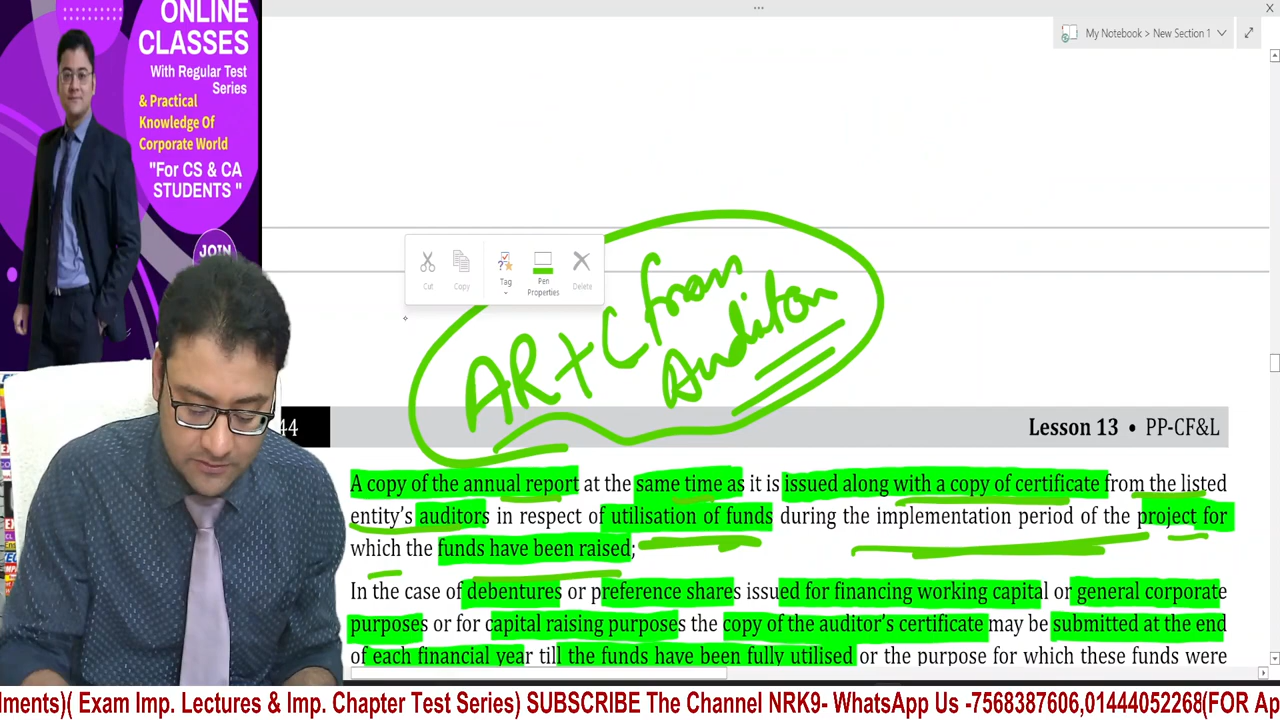 ONLINE
CLASSES
With Regular Test
Series
& Practical
Knowledge Of
Corporate World
"For CS & CA
STUDENTS "
JOIN
My Notebook > New Section 1
Cut
Copy
Tag
Pen
Properties
Delete
AR + C from
Auditor
44
Lesson 13 • PP-CF&L
A copy of the annual report at the same time as it is issued along with a copy of certificate from the listed
entity's auditors in respect of utilisation of funds during the implementation period of the project for
which the funds have been raised;
In the case of debentures or preference shares issued for financing working capital or general corporate
purposes or for capital raising purposes the copy of the auditor's certificate may be submitted at the end
of each financial year till the funds have been fully utilised or the purpose for which these funds were
lments)( Exam Imp. Lectures & Imp. Chapter Test Series) SUBSCRIBE The Channel NRK9- WhatsApp Us -7568387606,01444052268(FOR Ap